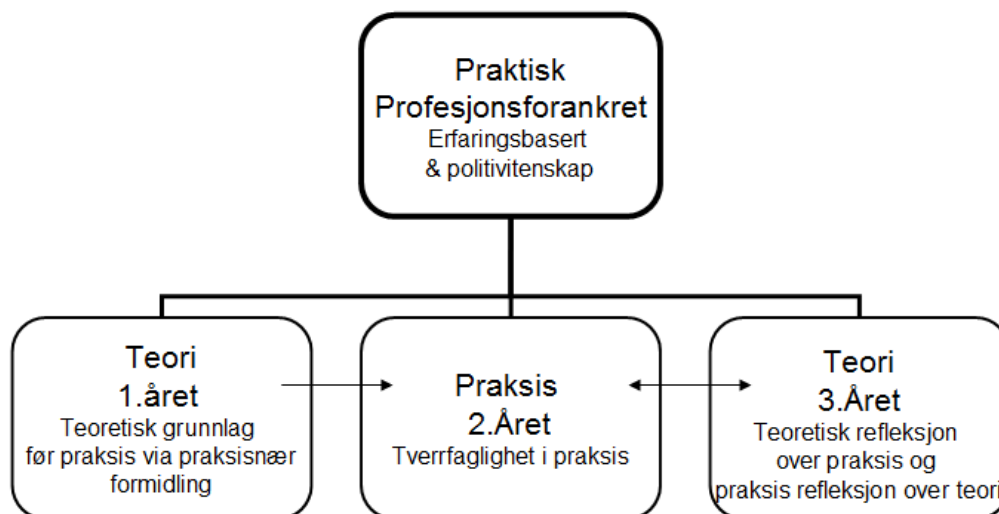 Praktisk
Profesjonsforankret
Erfaringsbasert
& politivitenskap
Teori
1.året
Teoretisk grunnlag
før praksis via praksisnær
formidling
Praksis
2.Året
Tverrfaglighet i praksis
Teori
3.Året
Teoretisk refleksjon
over praksis og
praksis refleksjon over teori